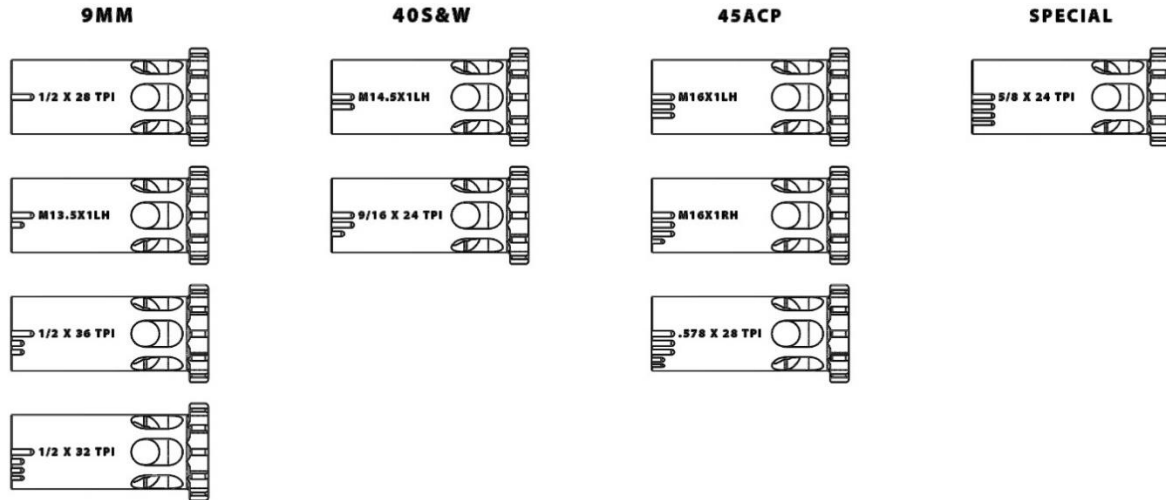 9MM
40S&W
45ACP
SPECIAL
1/2 X 28 TPI
M14.5X1LH
M16X1LH
5/8 X 24 TPI
M13.5X1LH
9/16 X 24 TPI
M16X1RH
1/2 X 36 TPI
.578 X 28 TPI
1/2 X 32 TPI